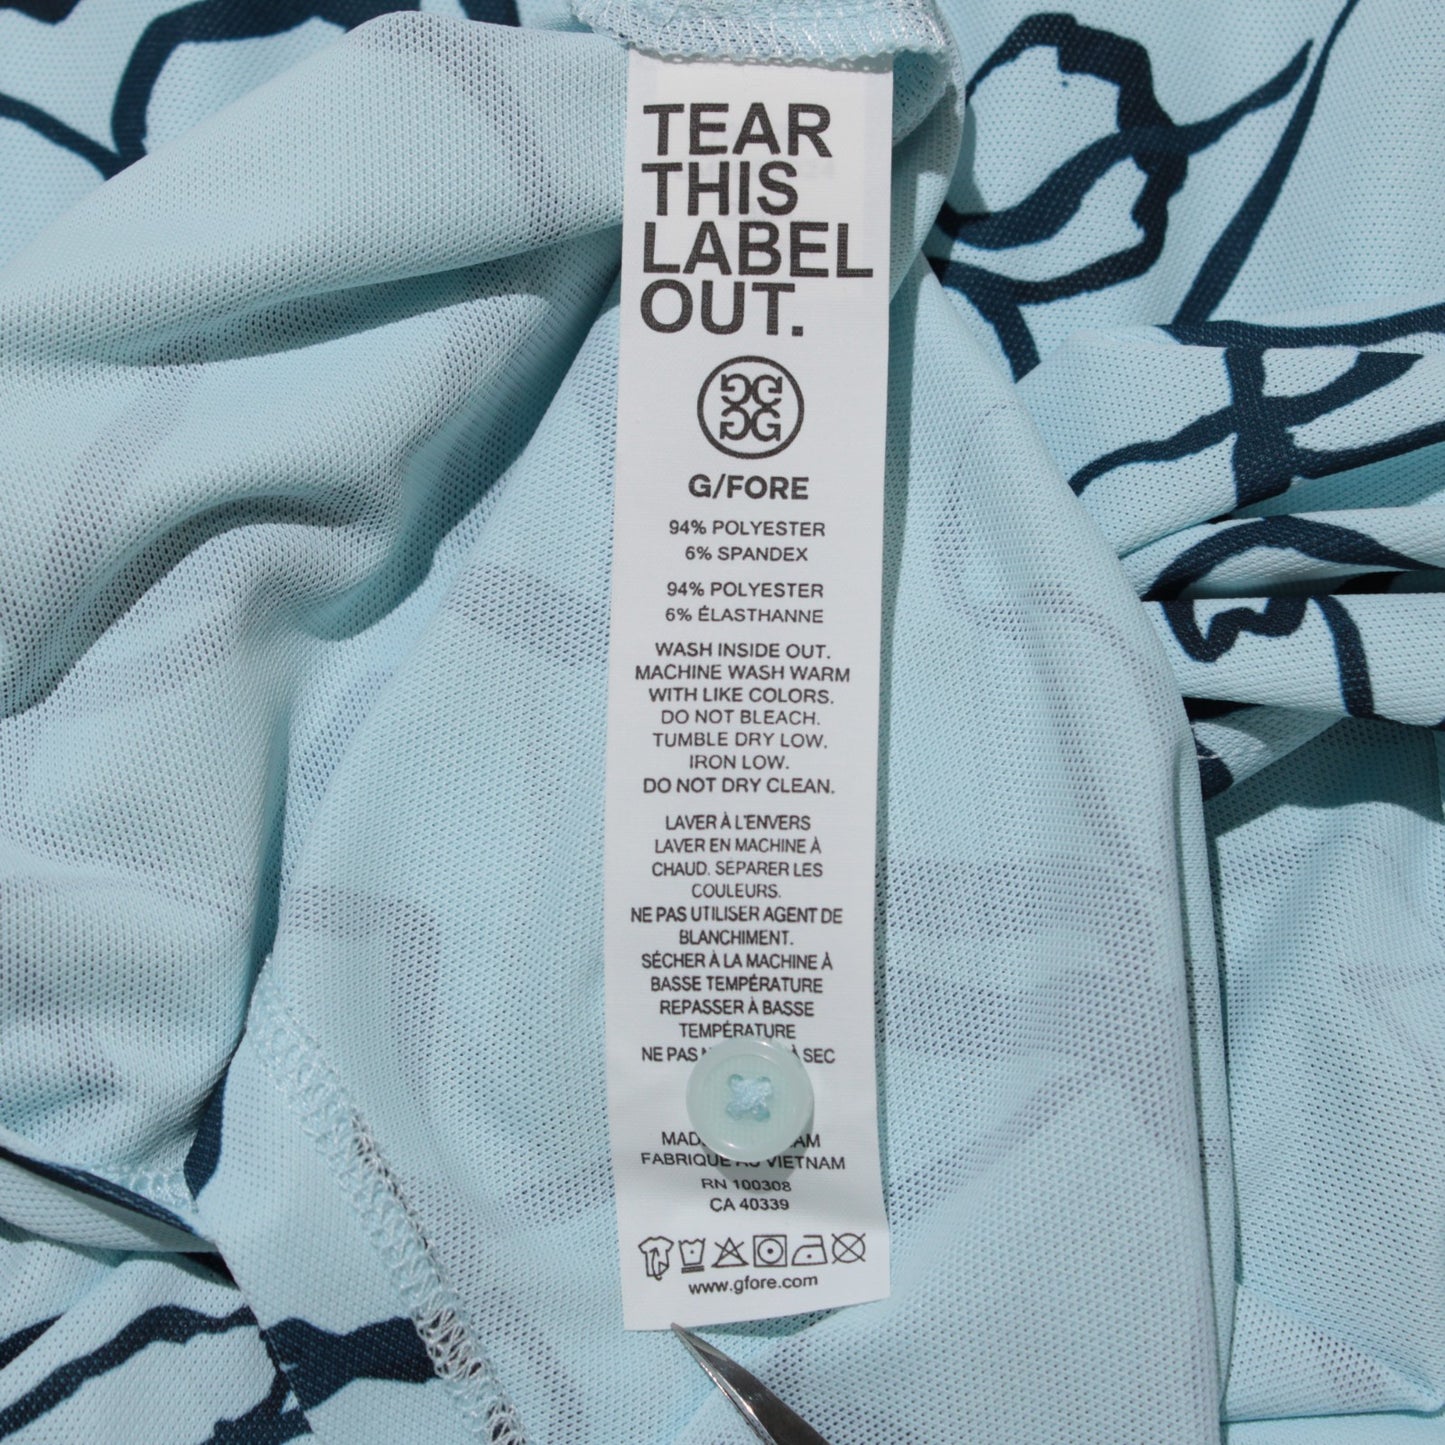 TEAR
THIS
LABEL
OUT.
G/FORE
94% POLYESTER
6% SPANDEX
94% POLYESTER
6% ÉLASTHANNE
WASH INSIDE OUT.
MACHINE WASH WARM
WITH LIKE COLORS.
DO NOT BLEACH.
TUMBLE DRY LOW.
IRON LOW.
DO NOT DRY CLEAN.
LAVER À L'ENVERS
LAVER EN MACHINE À
CHAUD. SEPARER LES
COULEURS.
NE PAS UTILISER AGENT DE
BLANCHIMENT.
SÉCHER À LA MACHINE À
BASSE TEMPÉRATURE
REPASSER À BASSE
TEMPÉRATURE
NE PAS À SEC
FABRIQUE AU VIETNAM
RN 100308
CA 40339
www.gfore.com